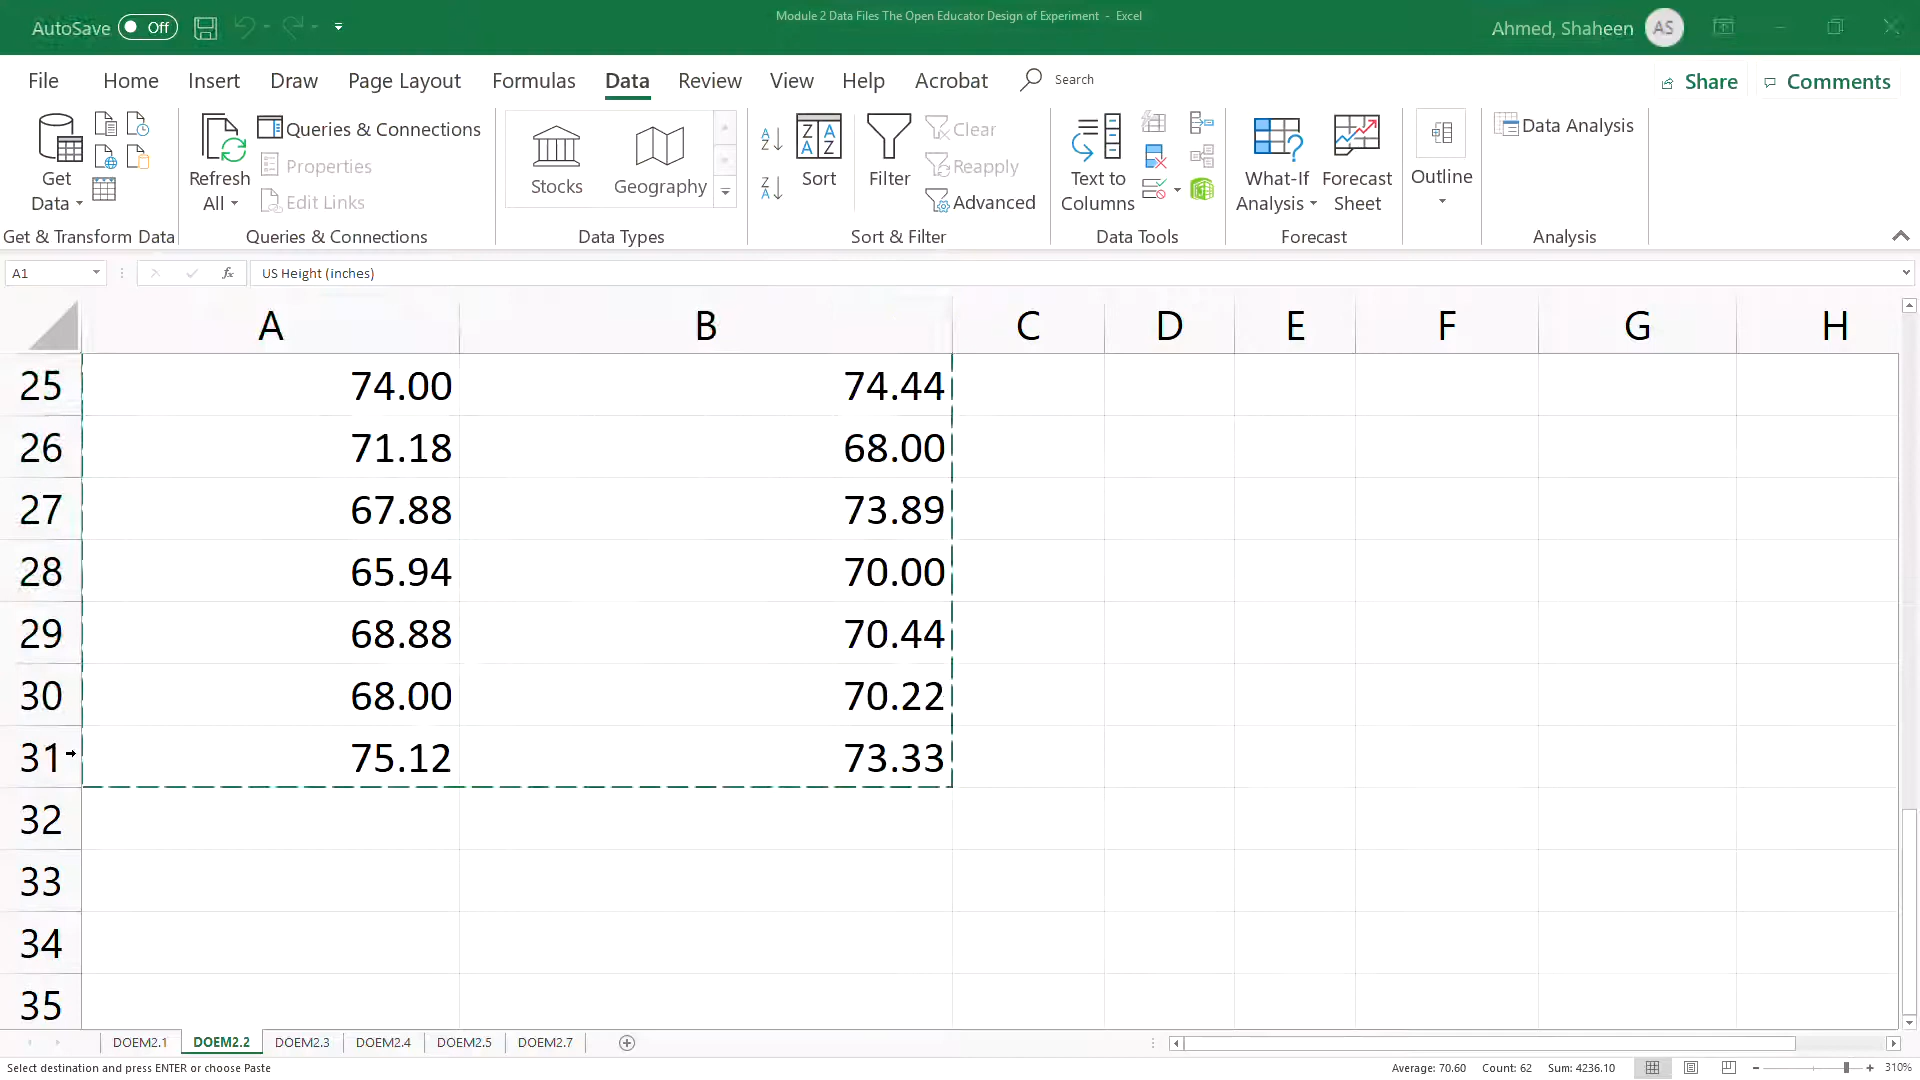 AutoSave Off
Module 2 Data Files The Open Educator Design of Experiment - Excel
Ahmed, Shaheen AS
File Home Insert Draw Page Layout Formulas Data Review View Help Acrobat Search Share Comments
Get Data
Refresh All
Queries & Connections
Properties
Edit Links
Stocks
Geography
Sort
Filter
Clear
Reapply
Advanced
Text to Columns
What-If Analysis
Forecast Sheet
Outline
Data Analysis
Get & Transform Data
Queries & Connections
Data Types
Sort & Filter
Data Tools
Forecast
Analysis
A1 fx US Height (inches)
A B C D E F G H
25 74.00 74.44
26 71.18 68.00
27 67.88 73.89
28 65.94 70.00
29 68.88 70.44
30 68.00 70.22
31 75.12 73.33
32
33
34
35
DOEM2.1 DOEM2.2 DOEM2.3 DOEM2.4 DOEM2.5 DOEM2.7
Select destination and press ENTER or choose Paste
Average: 70.60 Count: 62 Sum: 4236.10 310%